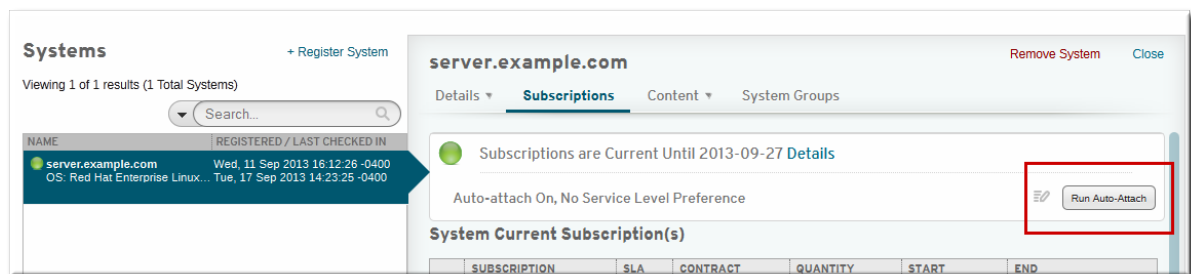 Systems
+ Register System
Viewing 1 of 1 results (1 Total Systems)
Search...
NAME REGISTERED / LAST CHECKED IN
server.example.com Wed, 11 Sep 2013 16:12:26 -0400
OS: Red Hat Enterprise Linux... Tue, 17 Sep 2013 14:23:25 -0400
server.example.com
Remove System Close
Details Subscriptions Content System Groups
Subscriptions are Current Until 2013-09-27 Details
Auto-attach On, No Service Level Preference
Run Auto-Attach
System Current Subscription(s)
SUBSCRIPTION SLA CONTRACT QUANTITY START END